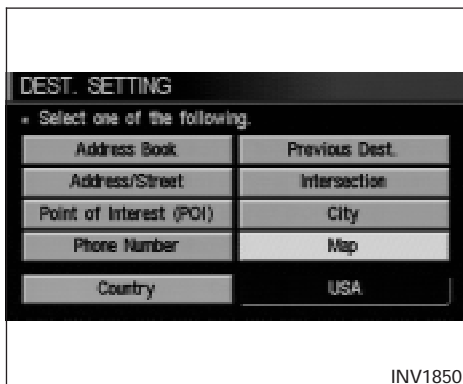 DEST. SETTING
Select one of the following.
Address Book Previous Dest.
Address/Street Intersection
Point of Interest (POI) City
Phone Number Map
Country USA
INV1850